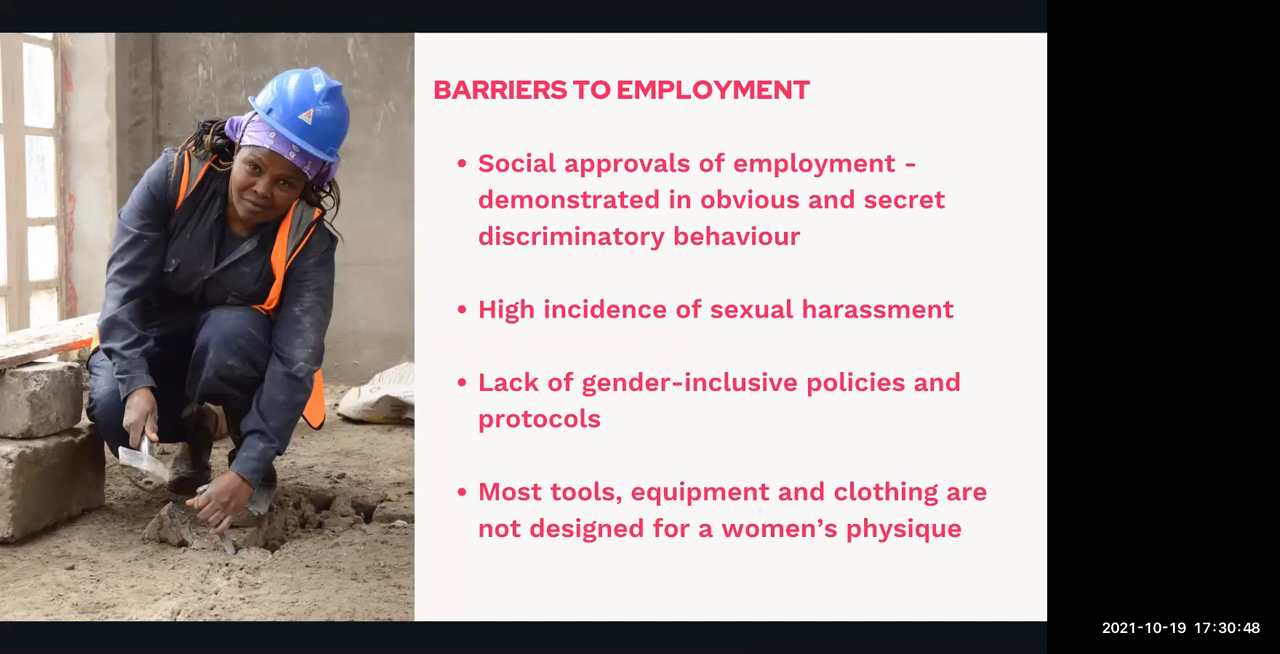 BARRIERS TO EMPLOYMENT
• Social approvals of employment -
demonstrated in obvious and secret
discriminatory behaviour
• High incidence of sexual harassment
• Lack of gender-inclusive policies and
protocols
• Most tools, equipment and clothing are
not designed for a women’s physique
2021-10-19 17:30:48